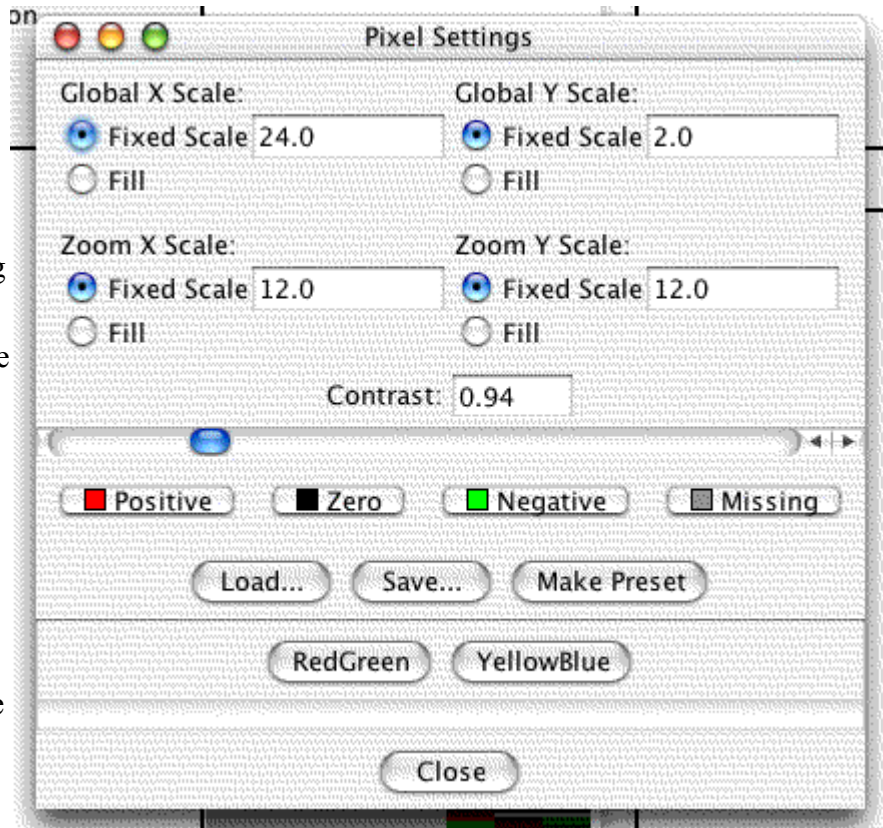 on
Pixel Settings
Global X Scale: Global Y Scale:
Fixed Scale 24.0 Fixed Scale 2.0
Fill Fill
Zoom X Scale: Zoom Y Scale:
g
Fixed Scale 12.0 Fixed Scale 12.0
Fill Fill
e
Contrast: 0.94
Positive Zero Negative Missing
Load... Save... Make Preset
RedGreen YellowBlue
e
Close